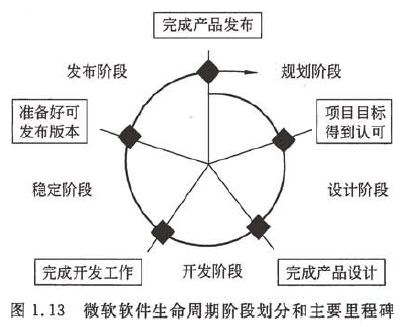 完成产品发布
发布阶段
规划阶段
准备好可
发布版本
项目目标
得到认可
稳定阶段
设计阶段
完成开发工作
开发阶段
完成产品设计
图 1.13 微软软件生命周期阶段划分和主要里程碑